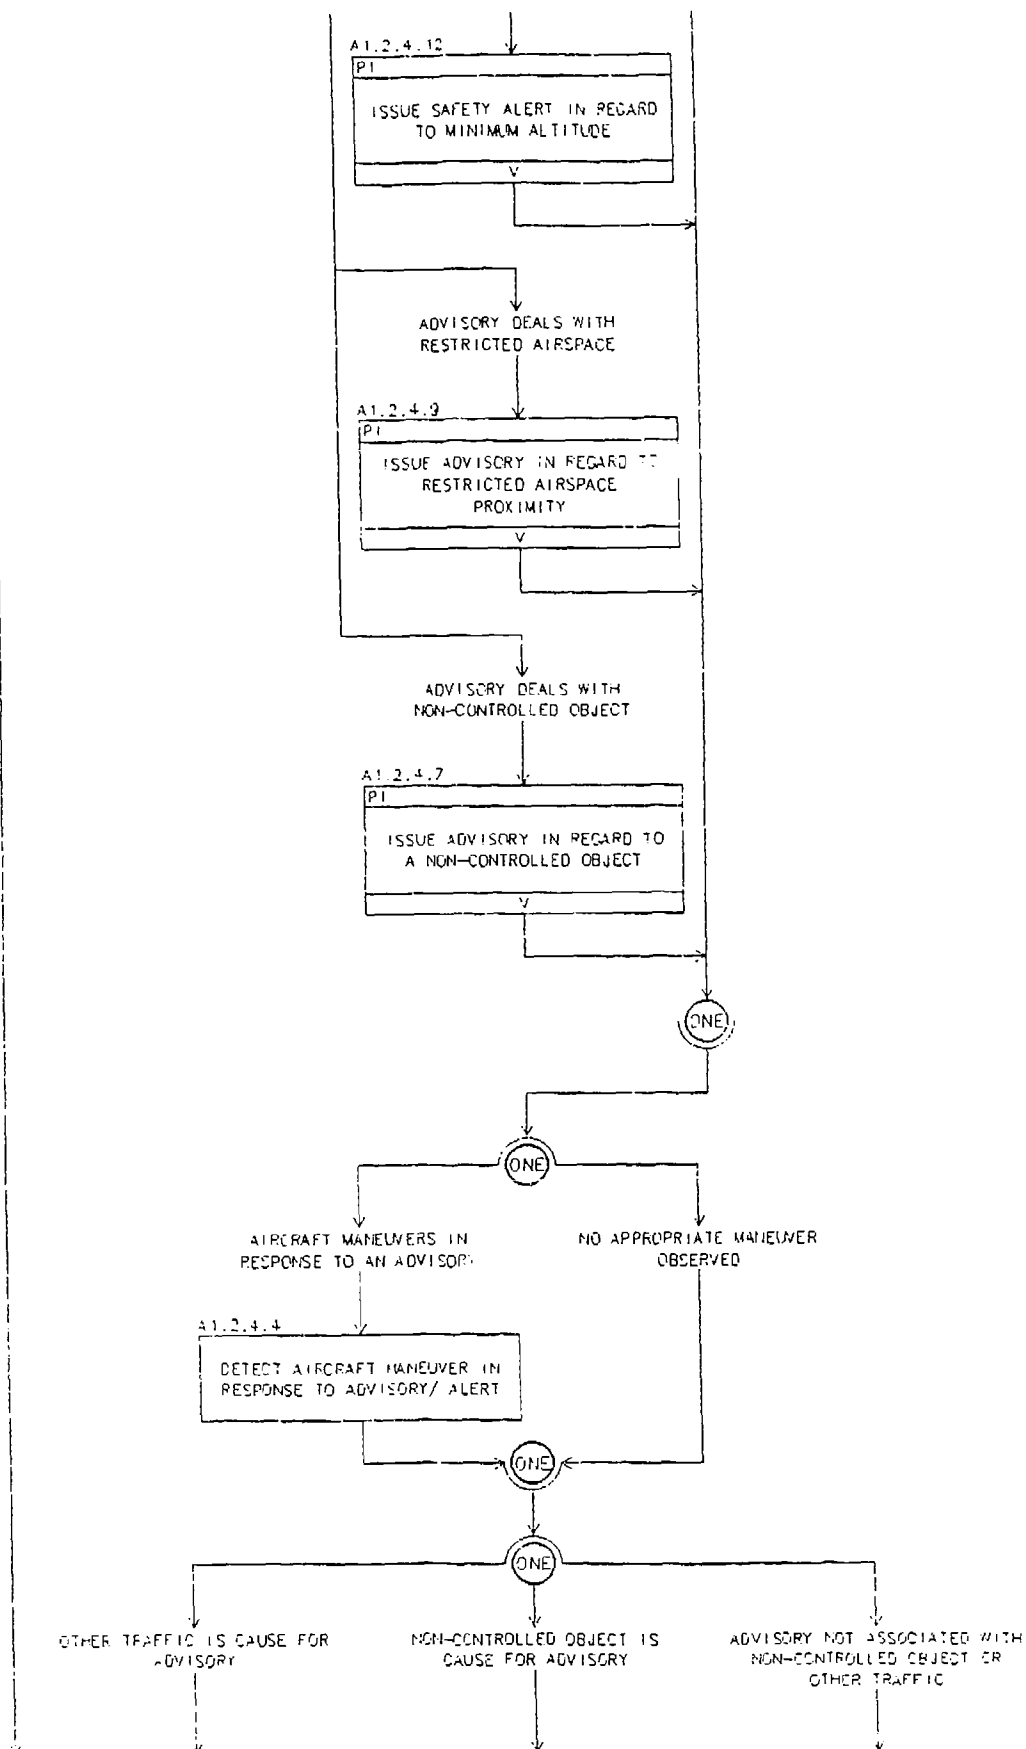 A1.2.4.12
PI
ISSUE SAFETY ALERT IN REGARD
TO MINIMUM ALTITUDE
V
ADVISORY DEALS WITH
RESTRICTED AIRSPACE
A1.2.4.9
PI
ISSUE ADVISORY IN REGARD TO
RESTRICTED AIRSPACE
PROXIMITY
V
ADVISORY DEALS WITH
NON-CONTROLLED OBJECT
A1.2.4.7
PI
ISSUE ADVISORY IN REGARD TO
A NON-CONTROLLED OBJECT
V
ONE
ONE
AIRCRAFT MANEUVERS IN
RESPONSE TO AN ADVISORY
NO APPROPRIATE MANEUVER
OBSERVED
A1.2.4.4
DETECT AIRCRAFT MANEUVER IN
RESPONSE TO ADVISORY/ ALERT
ONE
ONE
OTHER TRAFFIC IS CAUSE FOR
ADVISORY
NON-CONTROLLED OBJECT IS
CAUSE FOR ADVISORY
ADVISORY NOT ASSOCIATED WITH
NON-CONTROLLED OBJECT OR
OTHER TRAFFIC